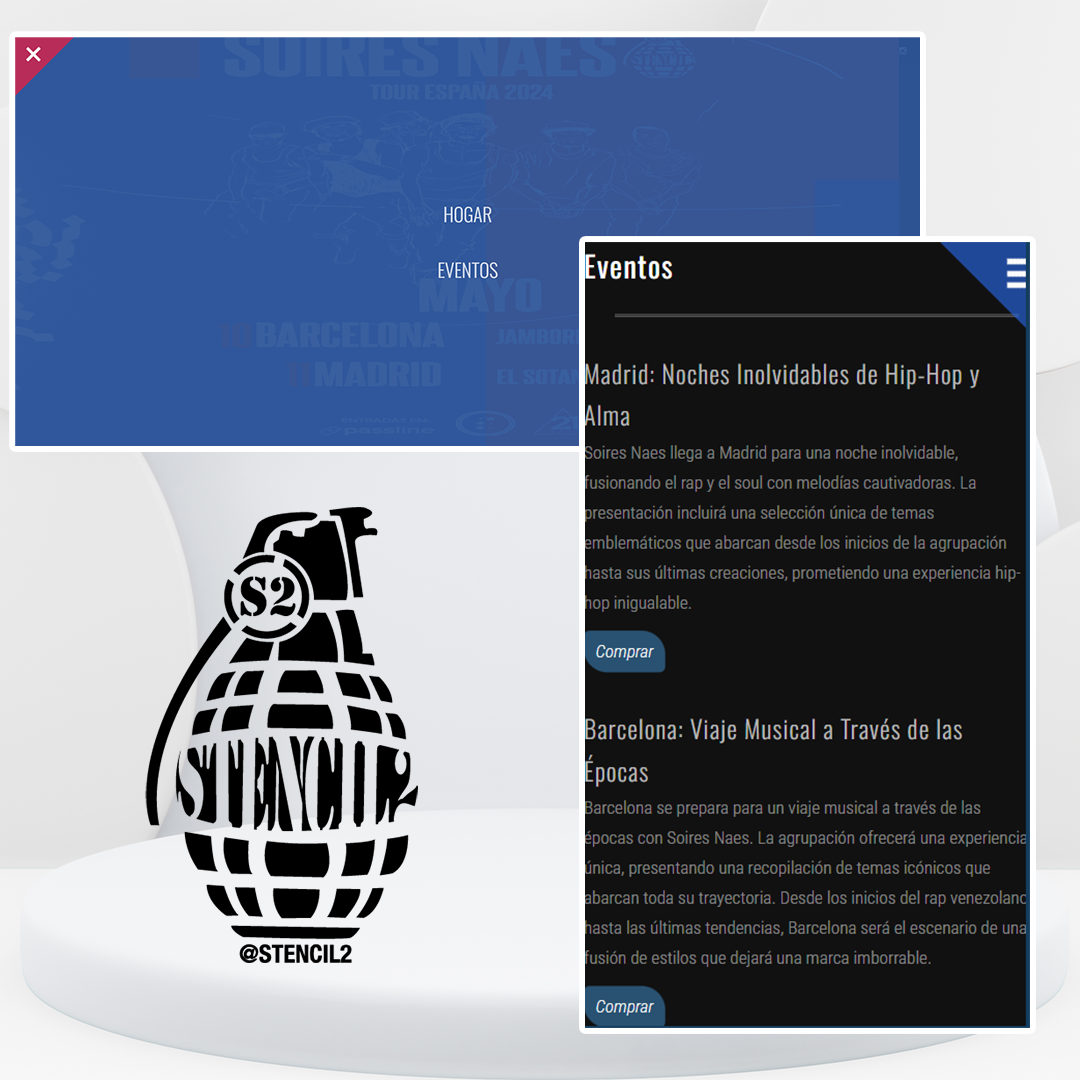 SOIRES NAES
STENCIL
TOUR ESPAÑA 2024
HOGAR
EVENTOS
MAYO
10 BARCELONA
11 MADRID
passline
Eventos
Madrid: Noches Inolvidables de Hip-Hop y
Alma
Soires Naes llega a Madrid para una noche inolvidable,
fusionando el rap y el soul con melodías cautivadoras. La
presentación incluirá una selección única de temas
emblemáticos que abarcan desde los inicios de la agrupación
hasta sus últimas creaciones, prometiendo una experiencia hip-
hop inigualable.
Comprar
Barcelona: Viaje Musical a Través de las
Épocas
Barcelona se prepara para un viaje musical a través de las
épocas con Soires Naes. La agrupación ofrecerá una experiencia
única, presentando una recopilación de temas icónicos que
abarcan toda su trayectoria. Desde los inicios del rap venezolano
hasta las últimas tendencias, Barcelona será el escenario de una
fusión de estilos que dejará una marca imborrable.
Comprar
S2
STENCIL2
@STENCIL2